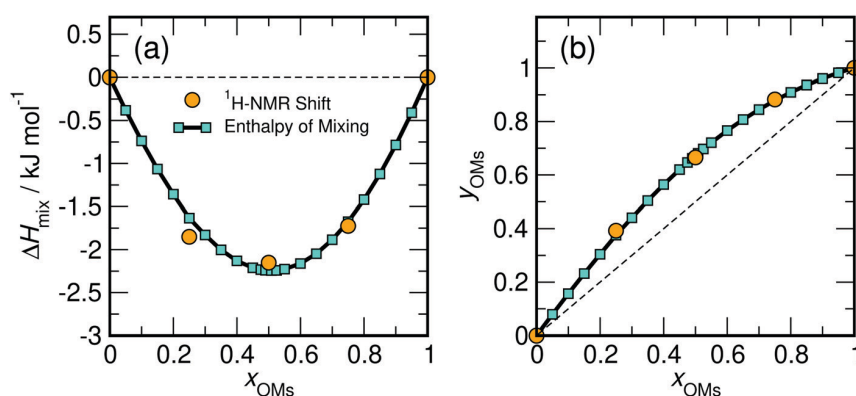 (a)
0.5
0
-0.5
-1
-1.5
-2
-2.5
-3
ΔHmix / kJ mol⁻¹
¹H-NMR Shift
Enthalpy of Mixing
0 0.2 0.4 0.6 0.8 1
xOMs
(b)
1
0.8
0.6
0.4
0.2
0
yOMs
0 0.2 0.4 0.6 0.8 1
xOMs